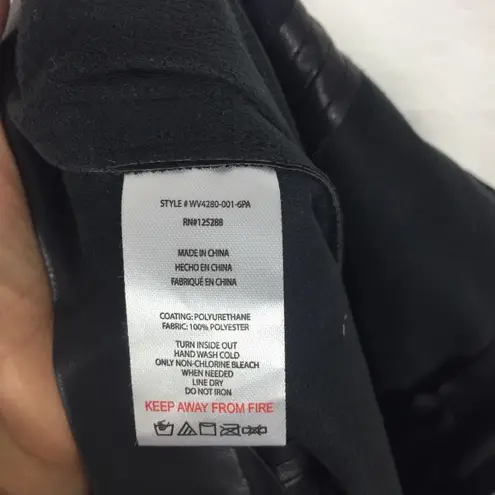 STYLE # WV4280-001-6PA
RN#125288
MADE IN CHINA
HECHO EN CHINA
FABRIQUÉ EN CHINA
COATING: POLYURETHANE
FABRIC: 100% POLYESTER
TURN INSIDE OUT
HAND WASH COLD
ONLY NON-CHLORINE BLEACH
WHEN NEEDED
LINE DRY
DO NOT IRON
KEEP AWAY FROM FIRE